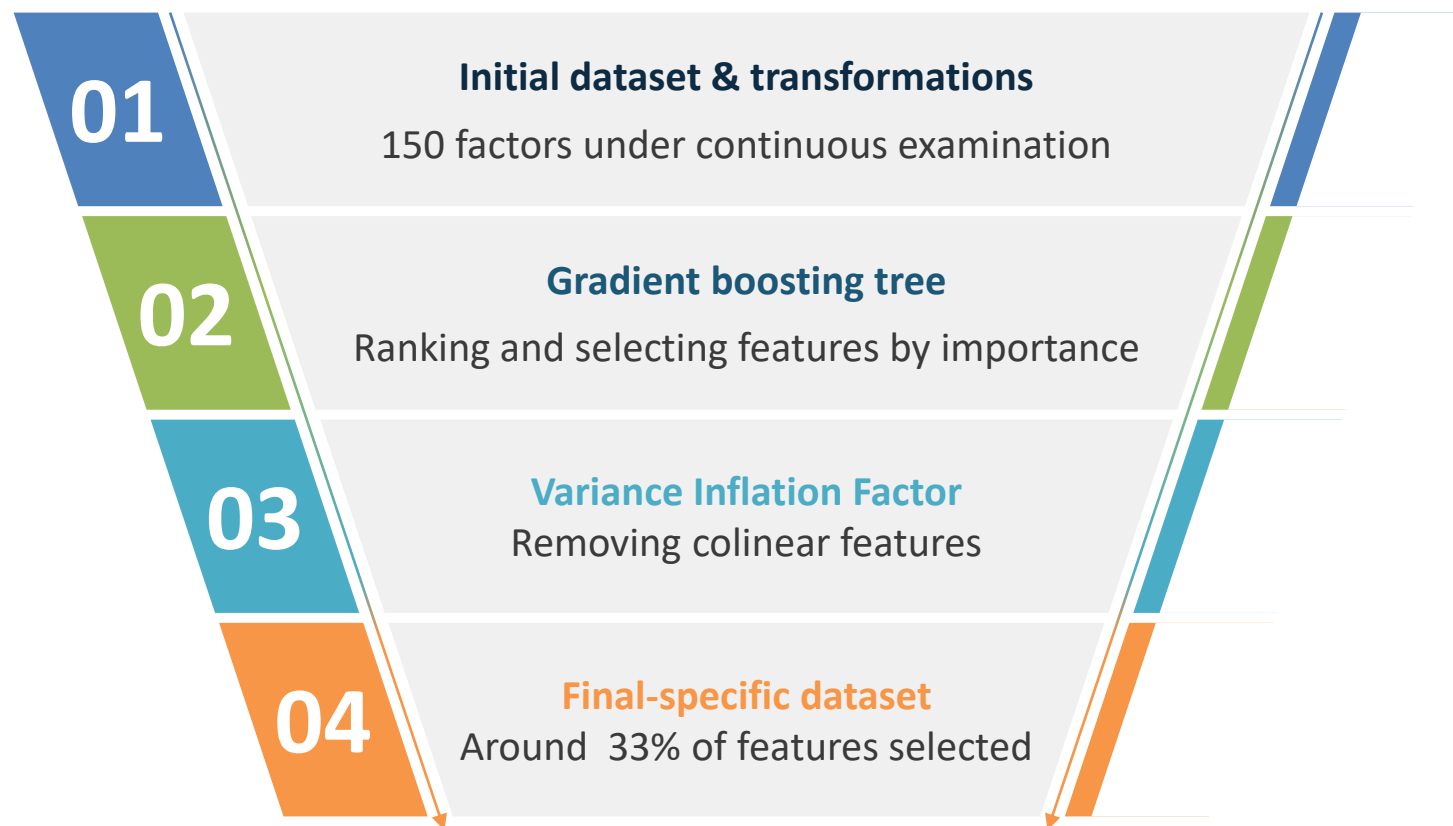 01
Initial dataset & transformations
150 factors under continuous examination
02
Gradient boosting tree
Ranking and selecting features by importance
03
Variance Inflation Factor
Removing colinear features
04
Final-specific dataset
Around  33% of features selected